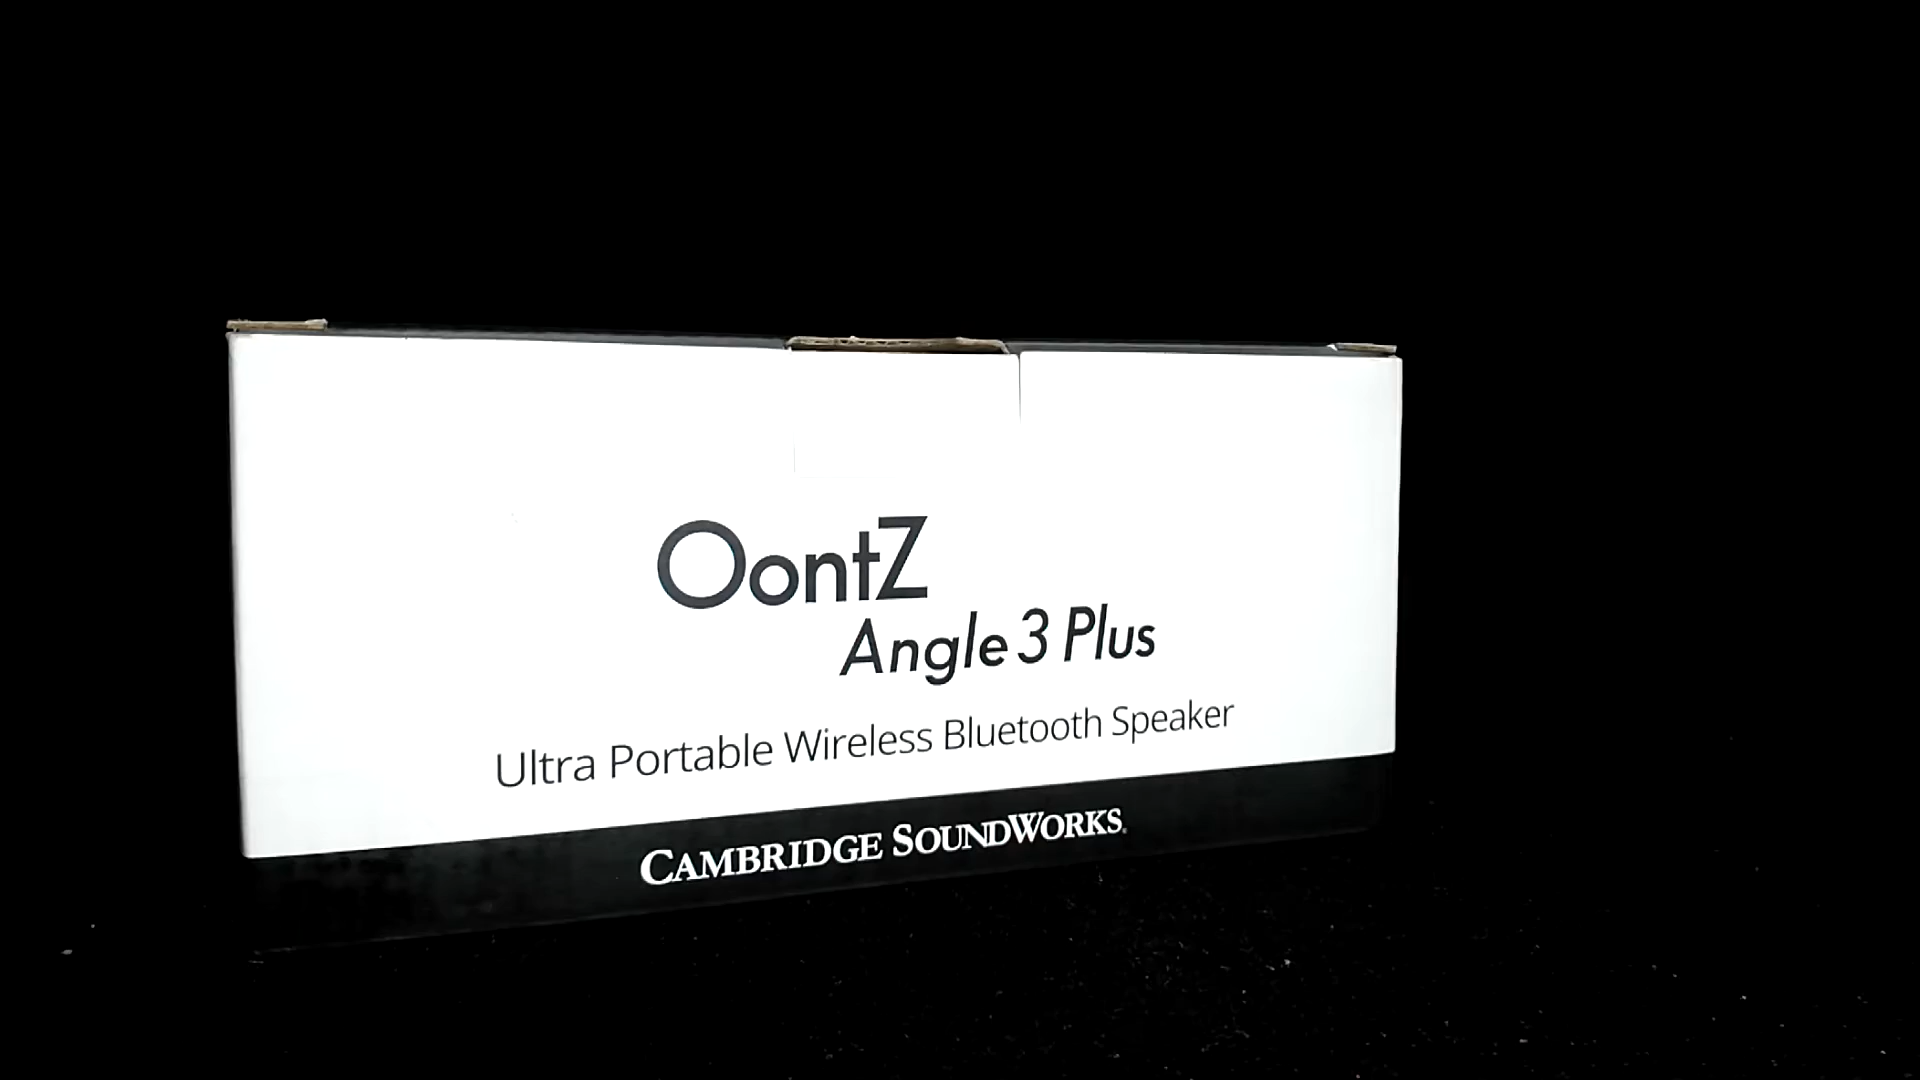 OontZ
Angle 3 Plus
Ultra Portable Wireless Bluetooth Speaker
CAMBRIDGE SOUNDWORKS